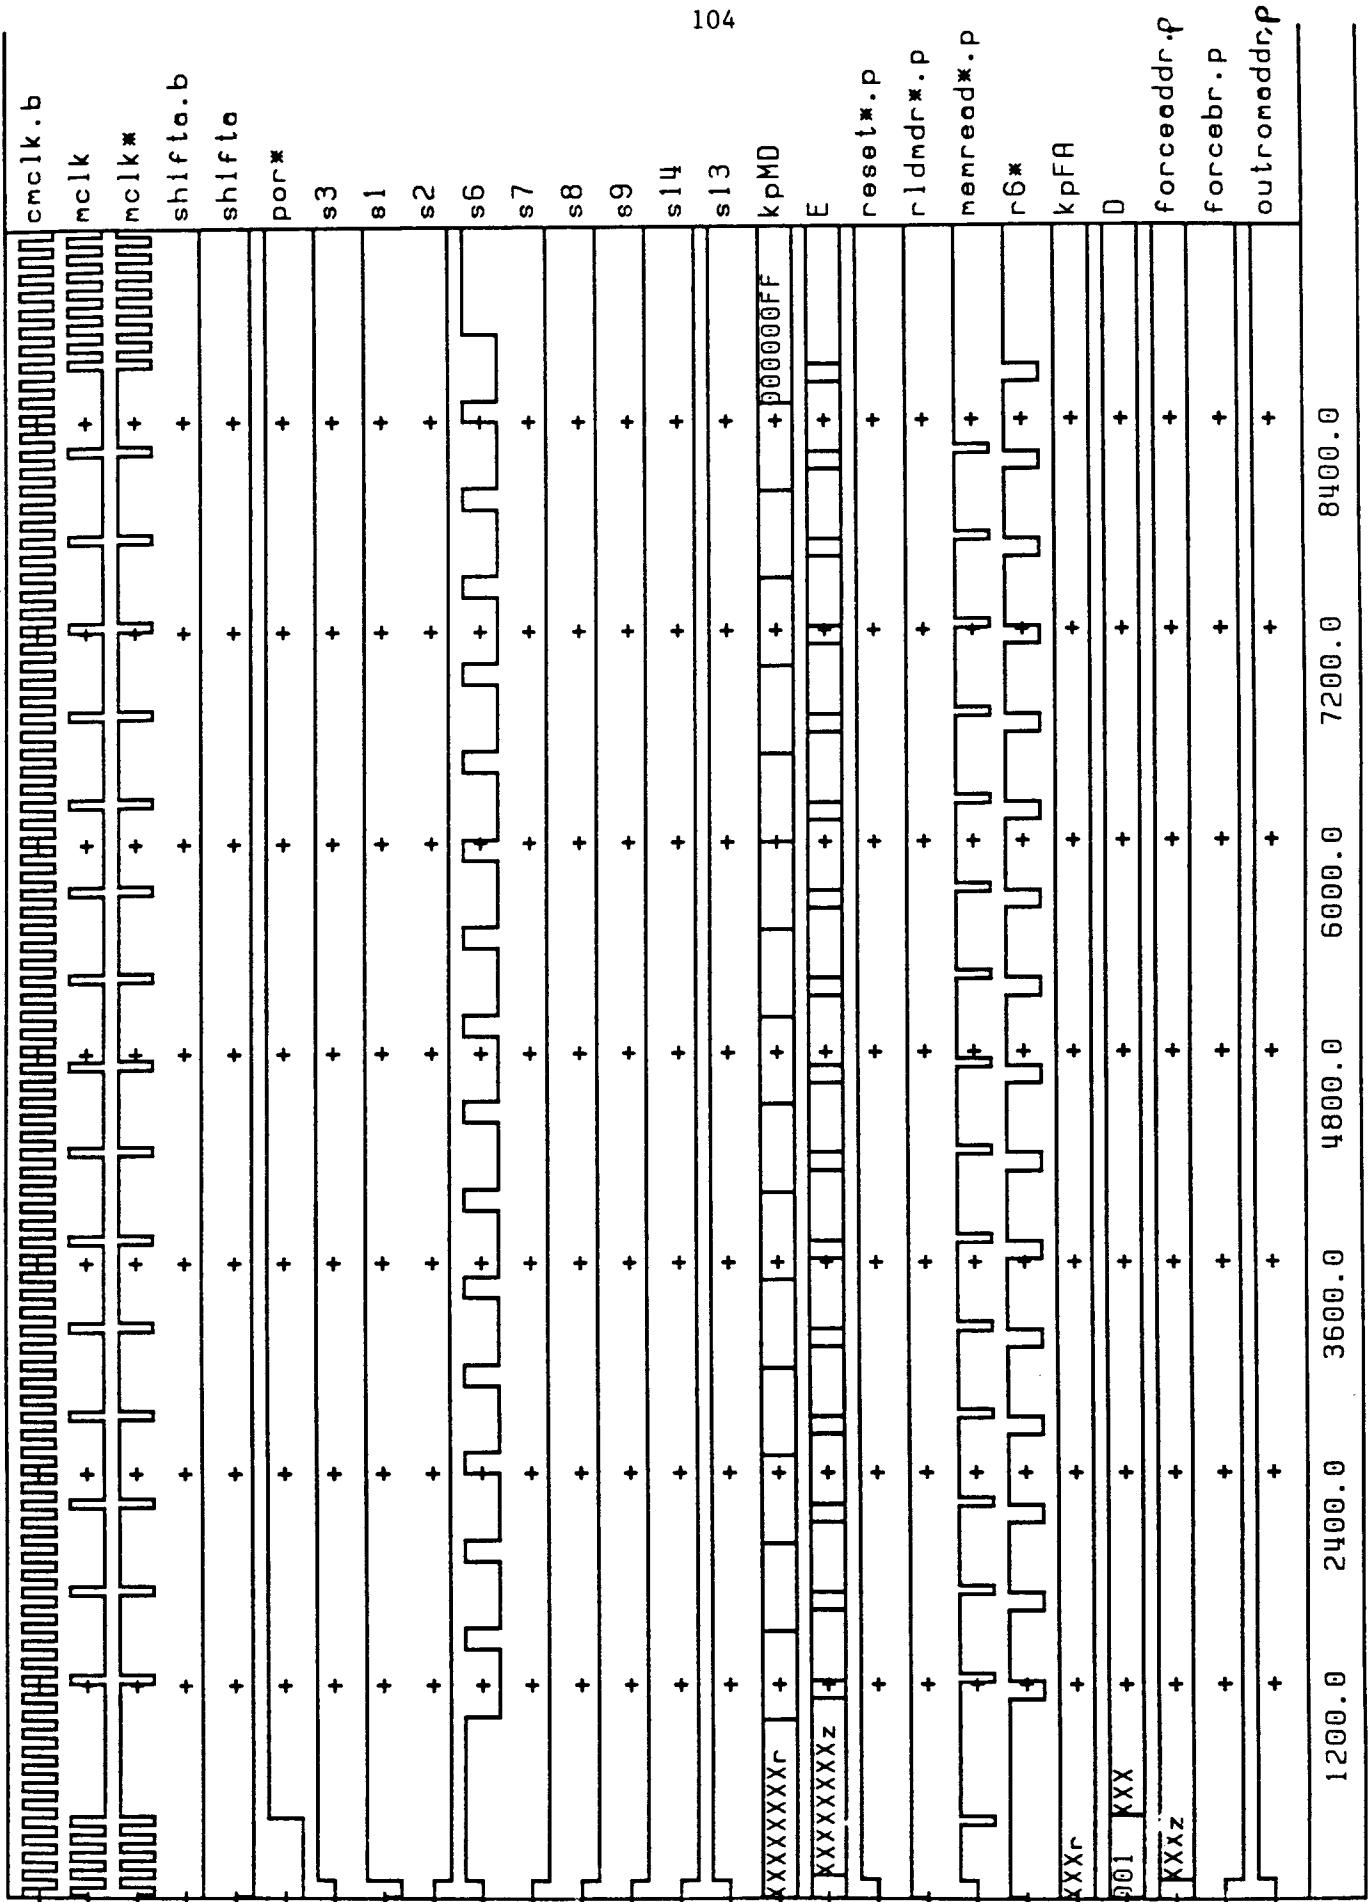 104
cmclk.b
mclk
mclk*
shifta.b
shifta
por*
s3
s1
s2
s6
s7
s8
s9
s14
s13
kpMD
E
reset*.p
rldmdr*.p
memread*.p
r6*
kpFA
D
forceaddr.p
forcebr.p
outromaddr.p
XXXXXXXXr
000000FF
XXXXXXXXz
XXXr
001
XXX
XXXz
1200.0
2400.0
3600.0
4800.0
6000.0
7200.0
8400.0